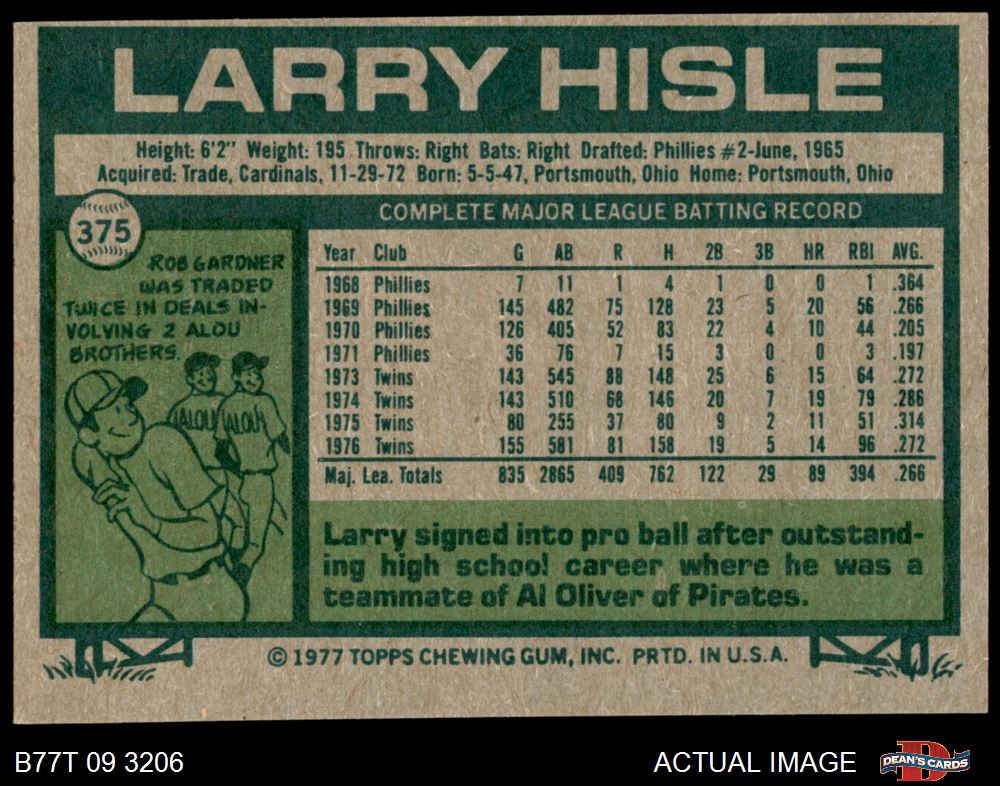 LARRY HISLE
Height: 6'2" Weight: 195 Throws: Right Bats: Right Drafted: Phillies #2-June, 1965
Acquired: Trade, Cardinals, 11-29-72 Born: 5-5-47, Portsmouth, Ohio Home: Portsmouth, Ohio
375
ROB GARDNER
WAS TRADED
TWICE IN DEALS IN-
VOLVING 2 ALOU
BROTHERS.
ALOU ALOU
COMPLETE MAJOR LEAGUE BATTING RECORD
Year Club G AB R H 2B 3B HR RBI AVG.
1968 Phillies 7 11 1 4 1 0 0 1 .364
1969 Phillies 145 482 75 128 23 5 20 56 .266
1970 Phillies 126 405 52 83 22 4 10 44 .205
1971 Phillies 36 76 7 15 3 0 0 3 .197
1973 Twins 143 545 88 148 25 6 15 64 .272
1974 Twins 143 510 68 146 20 7 19 79 .286
1975 Twins 80 255 37 80 9 2 11 51 .314
1976 Twins 155 581 81 158 19 5 14 96 .272
Maj. Lea. Totals 835 2865 409 762 122 29 89 394 .266
Larry signed into pro ball after outstand-
ing high school career where he was a
teammate of Al Oliver of Pirates.
© 1977 TOPPS CHEWING GUM, INC. PRTD. IN U.S.A.
B77T 09 3206
ACTUAL IMAGE
D
DEAN'S CARDS